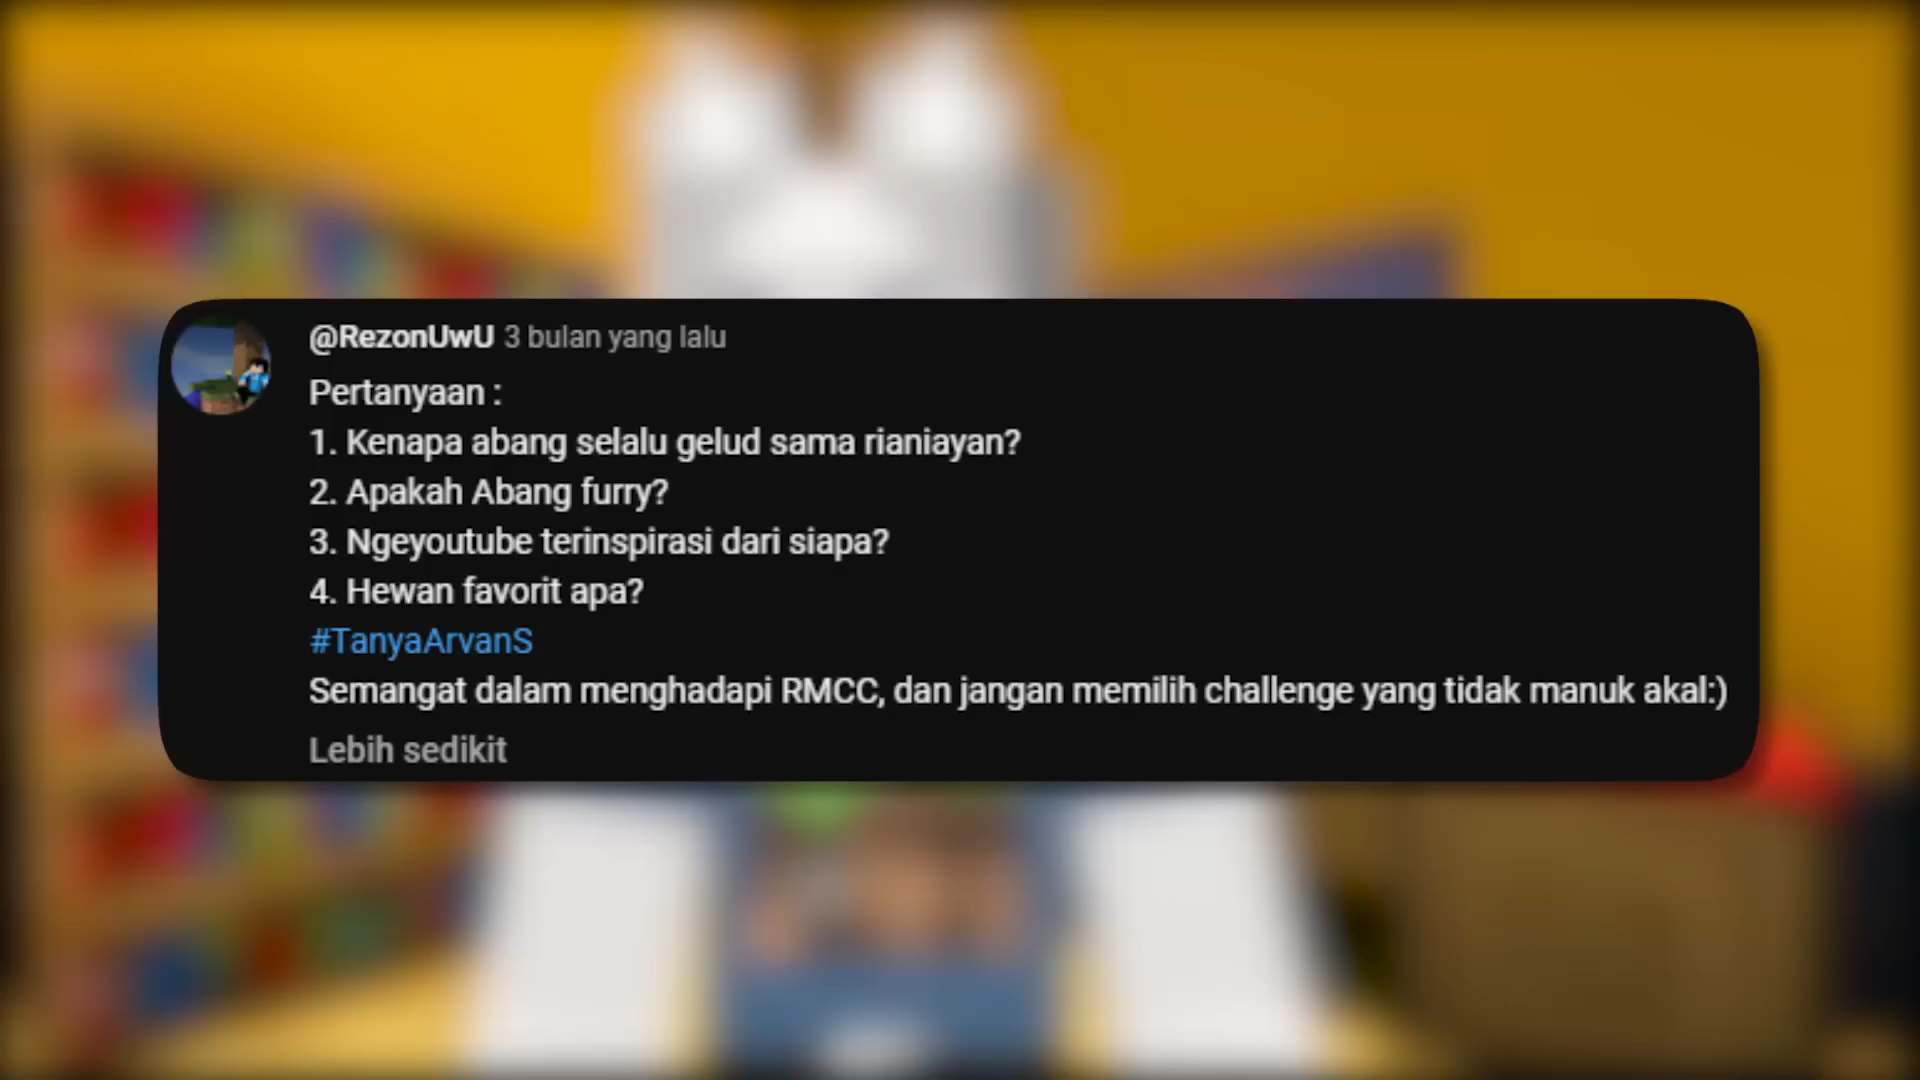 @RezonUwU 3 bulan yang lalu
Pertanyaan :
1. Kenapa abang selalu gelud sama rianiayan?
2. Apakah Abang furry?
3. Ngeyoutube terinspirasi dari siapa?
4. Hewan favorit apa?
#TanyaArvanS
Semangat dalam menghadapi RMCC, dan jangan memilih challenge yang tidak manuk akal:)
Lebih sedikit